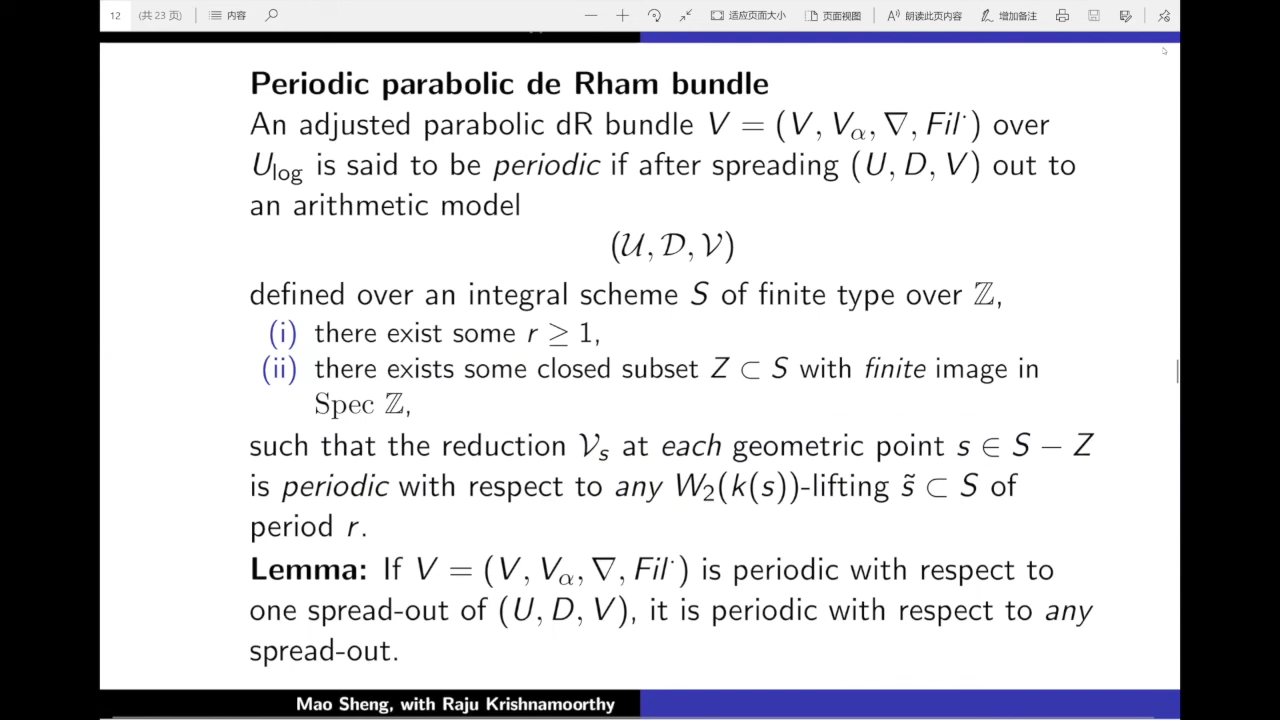 12 (共 23 页) 内容 适应页面大小 页面视图 朗读此页内容 增加备注
Periodic parabolic de Rham bundle
An adjusted parabolic dR bundle V = (V, V_α, ∇, Fil^·) over
U_log is said to be periodic if after spreading (U, D, V) out to
an arithmetic model
(𝒰, 𝒟, 𝒱)
defined over an integral scheme S of finite type over ℤ,
(i) there exist some r ≥ 1,
(ii) there exists some closed subset Z ⊂ S with finite image in
Spec ℤ,
such that the reduction 𝒱_s at each geometric point s ∈ S − Z
is periodic with respect to any W_2(k(s))-lifting s̃ ⊂ S of
period r.
Lemma: If V = (V, V_α, ∇, Fil^·) is periodic with respect to
one spread-out of (U, D, V), it is periodic with respect to any
spread-out.
Mao Sheng, with Raju Krishnamoorthy